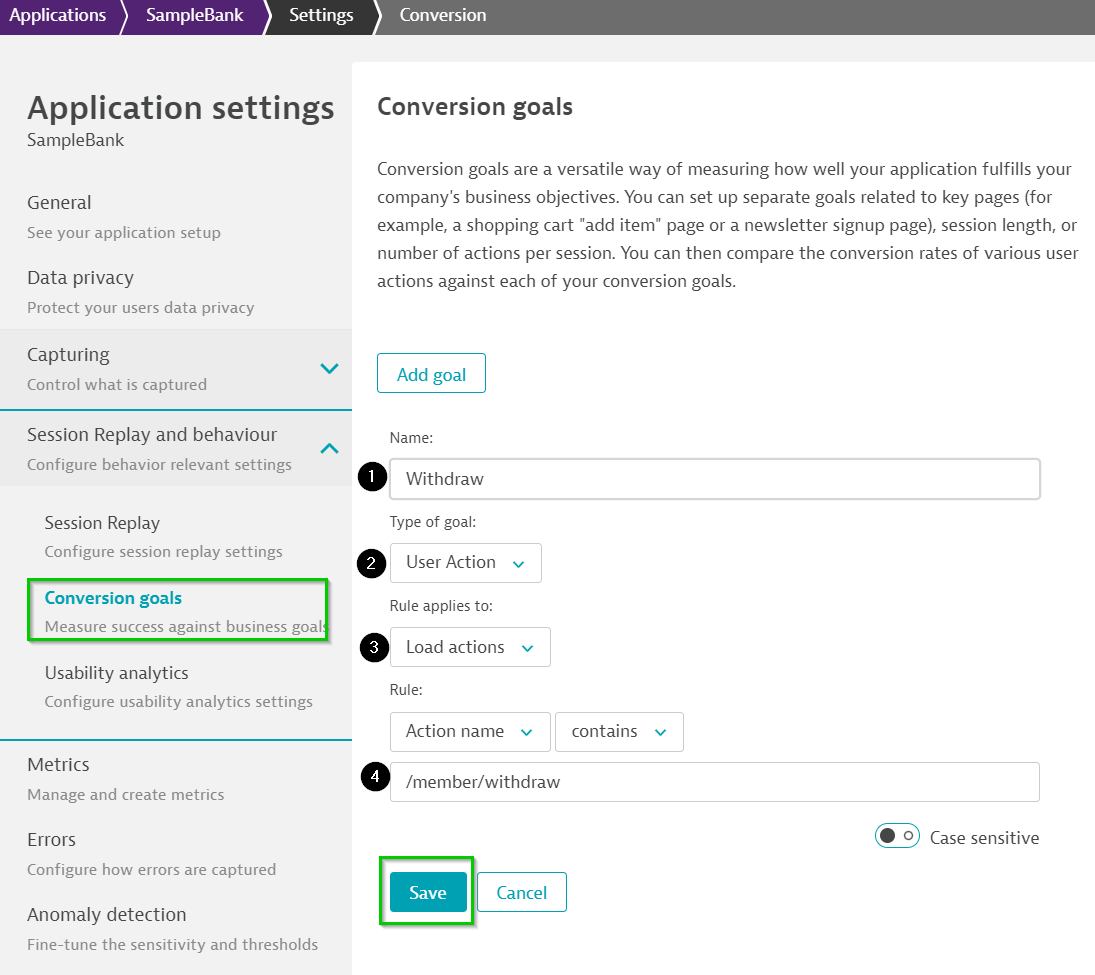 Applications SampleBank Settings Conversion
Application settings
SampleBank
General
See your application setup
Data privacy
Protect your users data privacy
Capturing
Control what is captured
Session Replay and behaviour
Configure behavior relevant settings
Session Replay
Configure session replay settings
Conversion goals
Measure success against business goals
Usability analytics
Configure usability analytics settings
Metrics
Manage and create metrics
Errors
Configure how errors are captured
Anomaly detection
Fine-tune the sensitivity and thresholds
Conversion goals
Conversion goals are a versatile way of measuring how well your application fulfills your
company's business objectives. You can set up separate goals related to key pages (for
example, a shopping cart "add item" page or a newsletter signup page), session length, or
number of actions per session. You can then compare the conversion rates of various user
actions against each of your conversion goals.
Add goal
Name:
1 Withdraw
Type of goal:
2 User Action
Rule applies to:
3 Load actions
Rule:
Action name contains
4 /member/withdraw
Case sensitive
Save Cancel